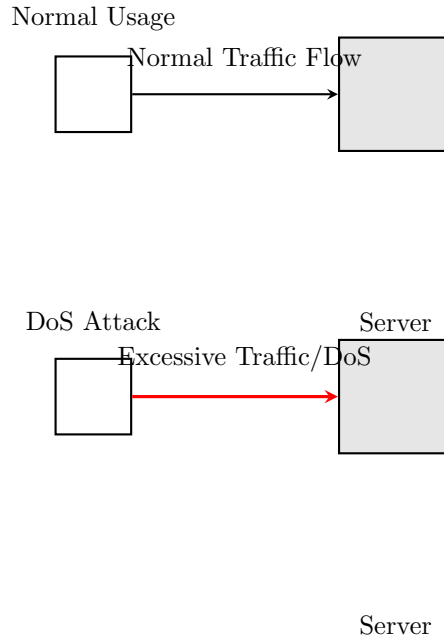 Normal Usage
Normal Traffic Flow
DoS Attack
Server
Excessive Traffic/DoS
Server